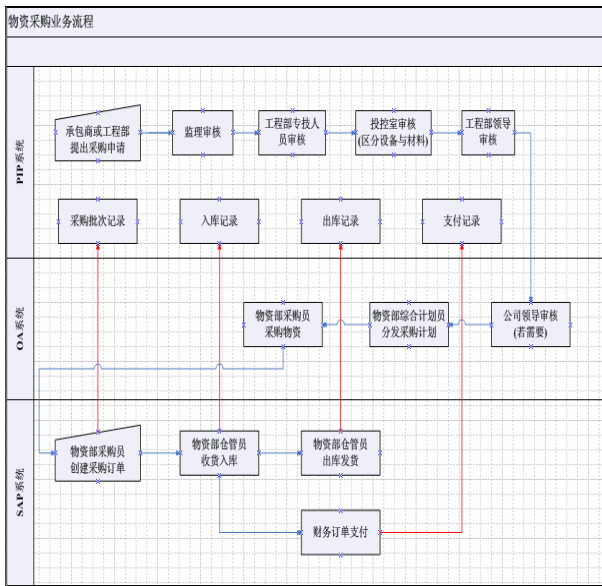 物资采购业务流程
PIP系统
承包商或工程部
提出采购申请
监理审核
工程部专技人
员审核
投控室审核
(区分设备与材料)
工程部领导
审核
采购批次记录
入库记录
出库记录
支付记录
OA系统
物资部采购员
采购物资
物资部综合计划员
分发采购计划
公司领导审核
(若需要)
SAP系统
物资部采购员
创建采购订单
物资部仓管员
收货入库
物资部仓管员
出库发货
财务订单支付